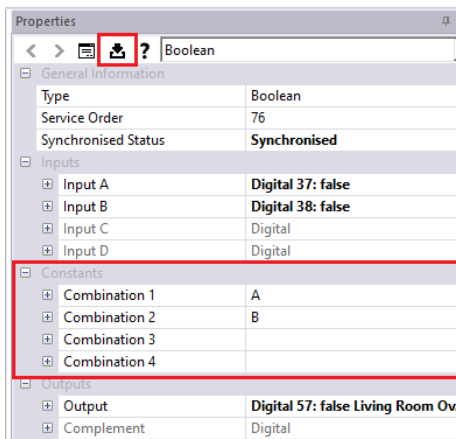 Properties
? Boolean
General Information
Type Boolean
Service Order 76
Synchronised Status Synchronised
Inputs
Input A Digital 37: false
Input B Digital 38: false
Input C Digital
Input D Digital
Constants
Combination 1 A
Combination 2 B
Combination 3
Combination 4
Outputs
Output Digital 57: false Living Room Ov.
Complement Digital